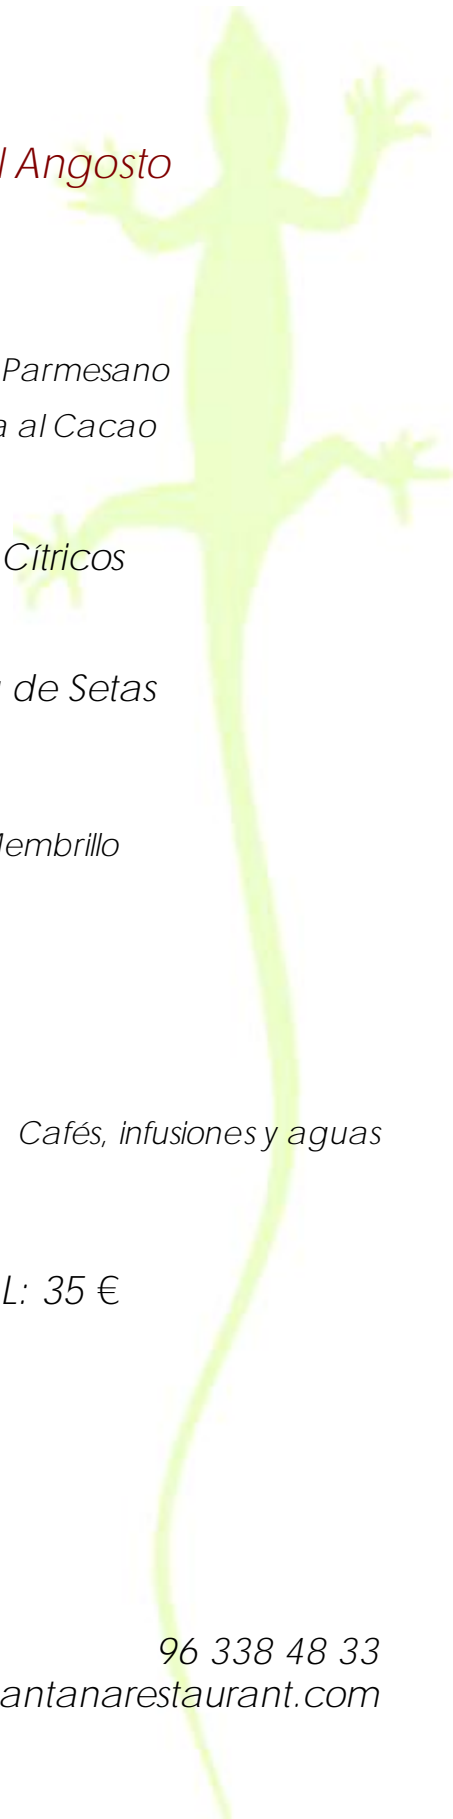 l Angosto
Parmesano
a al Cacao
Cítricos
de Setas
Membrillo
Cafés, infusiones y aguas
L: 35 €
96 338 48 33
antanarestaurant.com